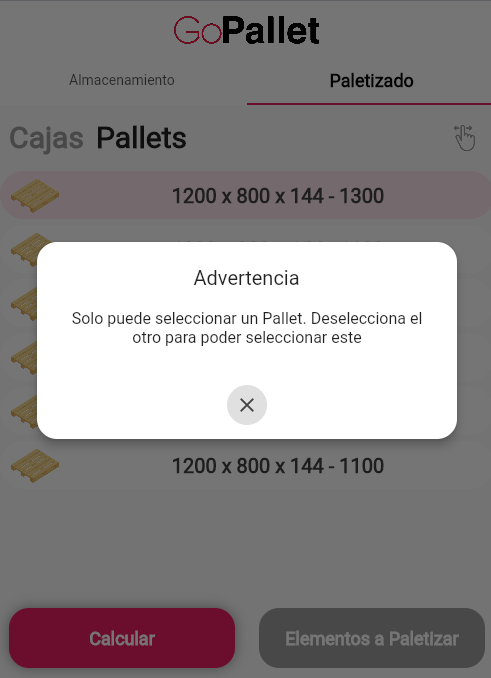 GoPallet
Almacenamiento
Paletizado
Cajas Pallets
1200 x 800 x 144 - 1300
Advertencia
Solo puede seleccionar un Pallet. Deselecciona el
otro para poder seleccionar este
1200 x 800 x 144 - 1100
Calcular
Elementos a Paletizar